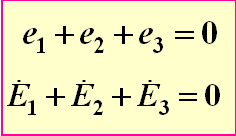 e₁ + e₂ + e₃ = 0
Ė₁ + Ė₂ + Ė₃ = 0